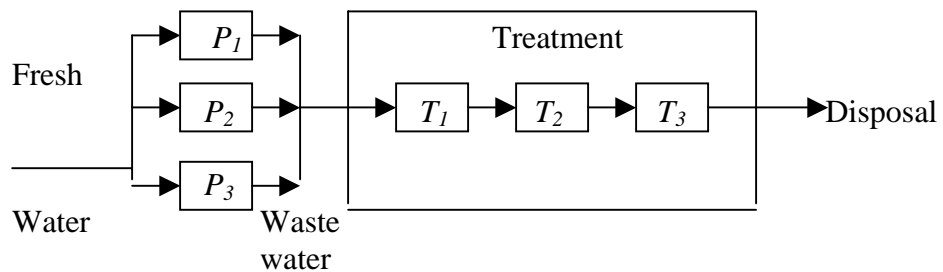 Fresh
Water
P1
P2
P3
Waste
water
Treatment
T1
T2
T3
Disposal